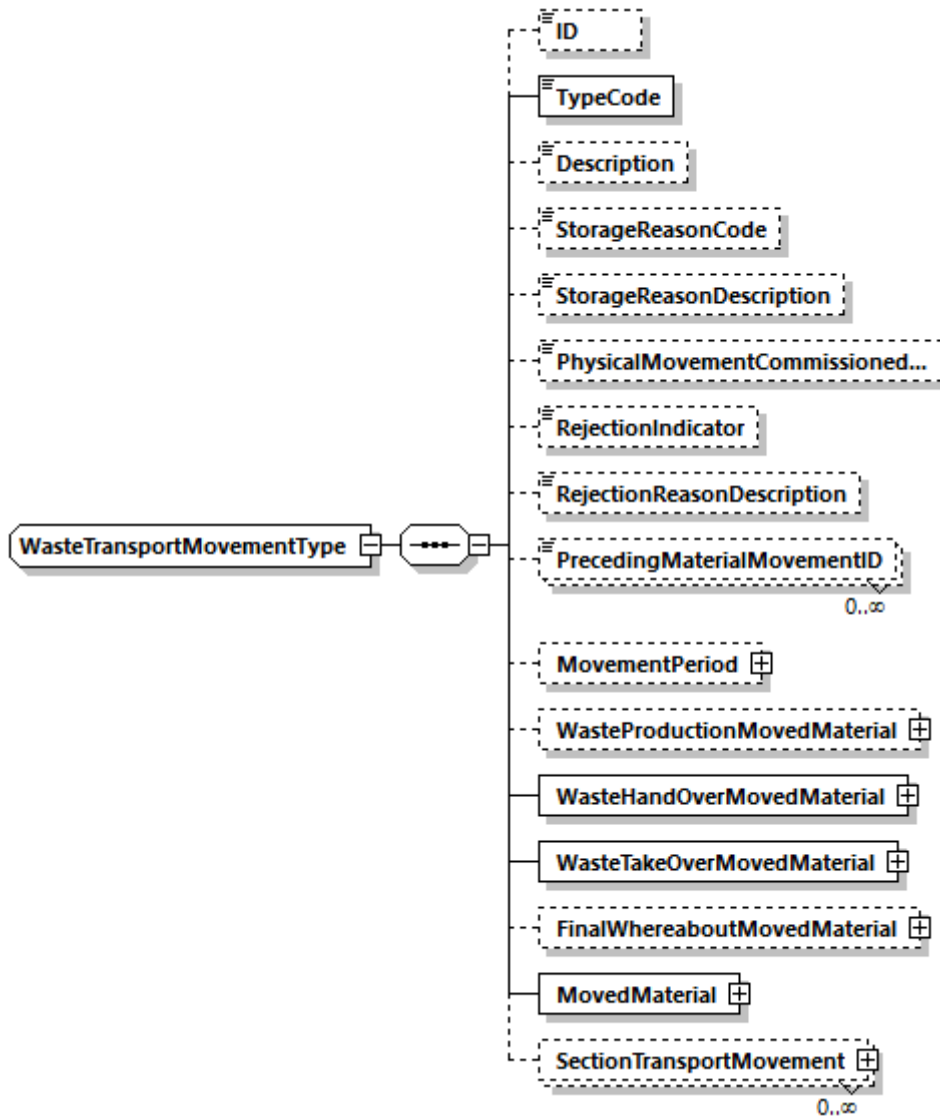 ID
TypeCode
Description
StorageReasonCode
StorageReasonDescription
PhysicalMovementCommissioned...
RejectionIndicator
RejectionReasonDescription
WasteTransportMovementType
PrecedingMaterialMovementID
0..∞
MovementPeriod
WasteProductionMovedMaterial
WasteHandOverMovedMaterial
WasteTakeOverMovedMaterial
FinalWhereaboutMovedMaterial
MovedMaterial
SectionTransportMovement
0..∞